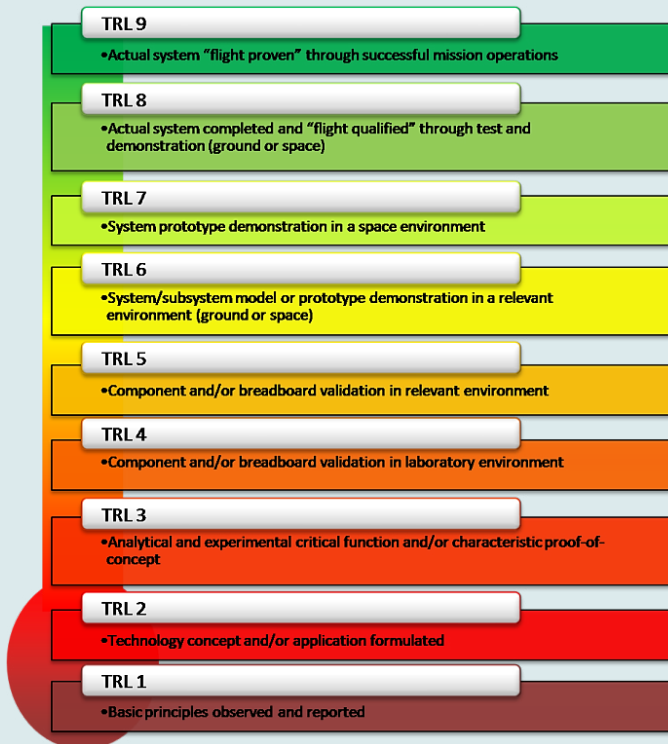 TRL 9
•Actual system “flight proven” through successful mission operations
TRL 8
•Actual system completed and “flight qualified” through test and
demonstration (ground or space)
TRL 7
•System prototype demonstration in a space environment
TRL 6
•System/subsystem model or prototype demonstration in a relevant
environment (ground or space)
TRL 5
•Component and/or breadboard validation in relevant environment
TRL 4
•Component and/or breadboard validation in laboratory environment
TRL 3
•Analytical and experimental critical function and/or characteristic proof-of-
concept
TRL 2
•Technology concept and/or application formulated
TRL 1
•Basic principles observed and reported